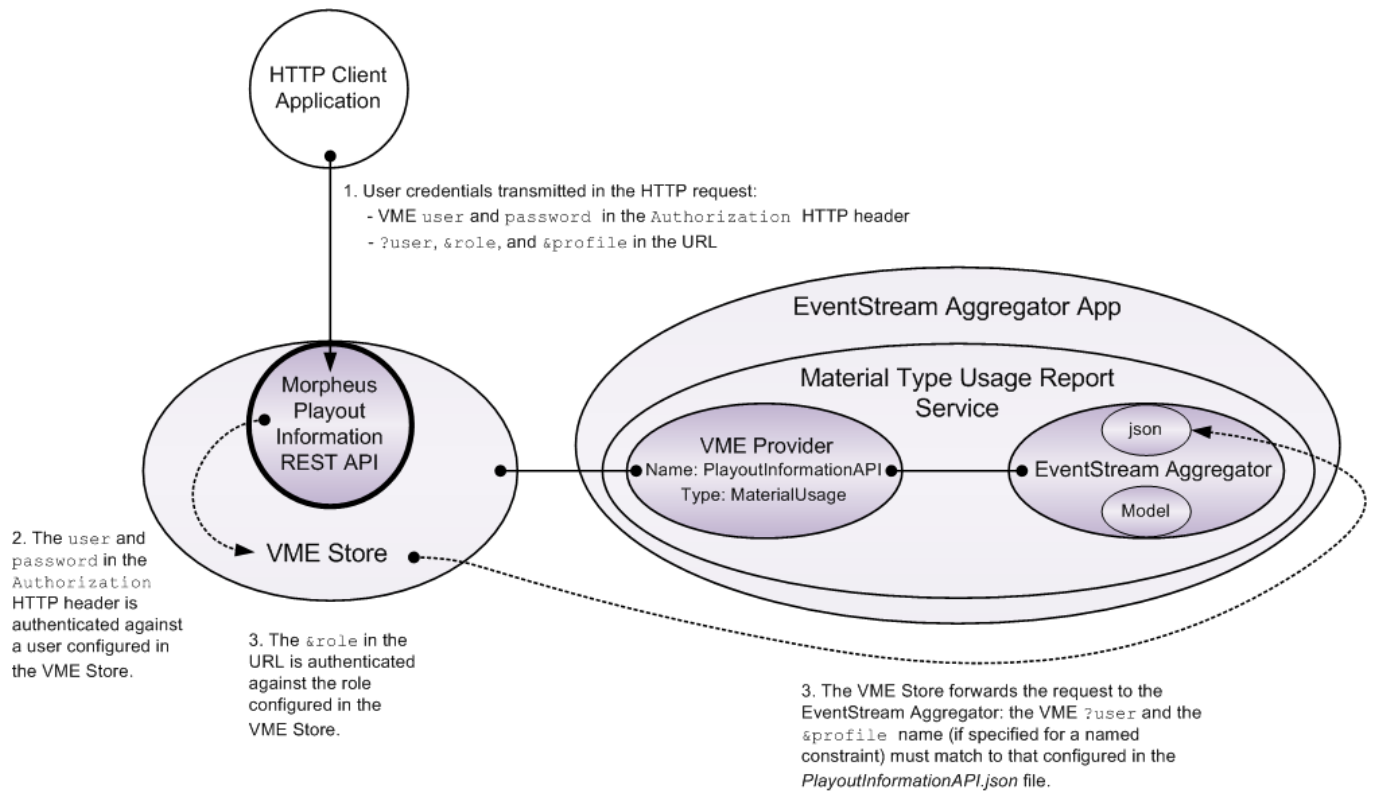 HTTP Client
Application
1. User credentials transmitted in the HTTP request:
- VME user and password in the Authorization HTTP header
- ?user, &role, and &profile in the URL
EventStream Aggregator App
Material Type Usage Report
Service
Morpheus
Playout
Information
REST API
VME Provider
Name: PlayoutInformationAPI
Type: MaterialUsage
json
EventStream Aggregator
Model
VME Store
2. The user and
password in the
Authorization
HTTP header is
authenticated against
a user configured in
the VME Store.
3. The &role in the
URL is authenticated
against the role
configured in the
VME Store.
3. The VME Store forwards the request to the
EventStream Aggregator: the VME ?user and the
&profile name (if specified for a named
constraint) must match to that configured in the
PlayoutInformationAPI.json file.